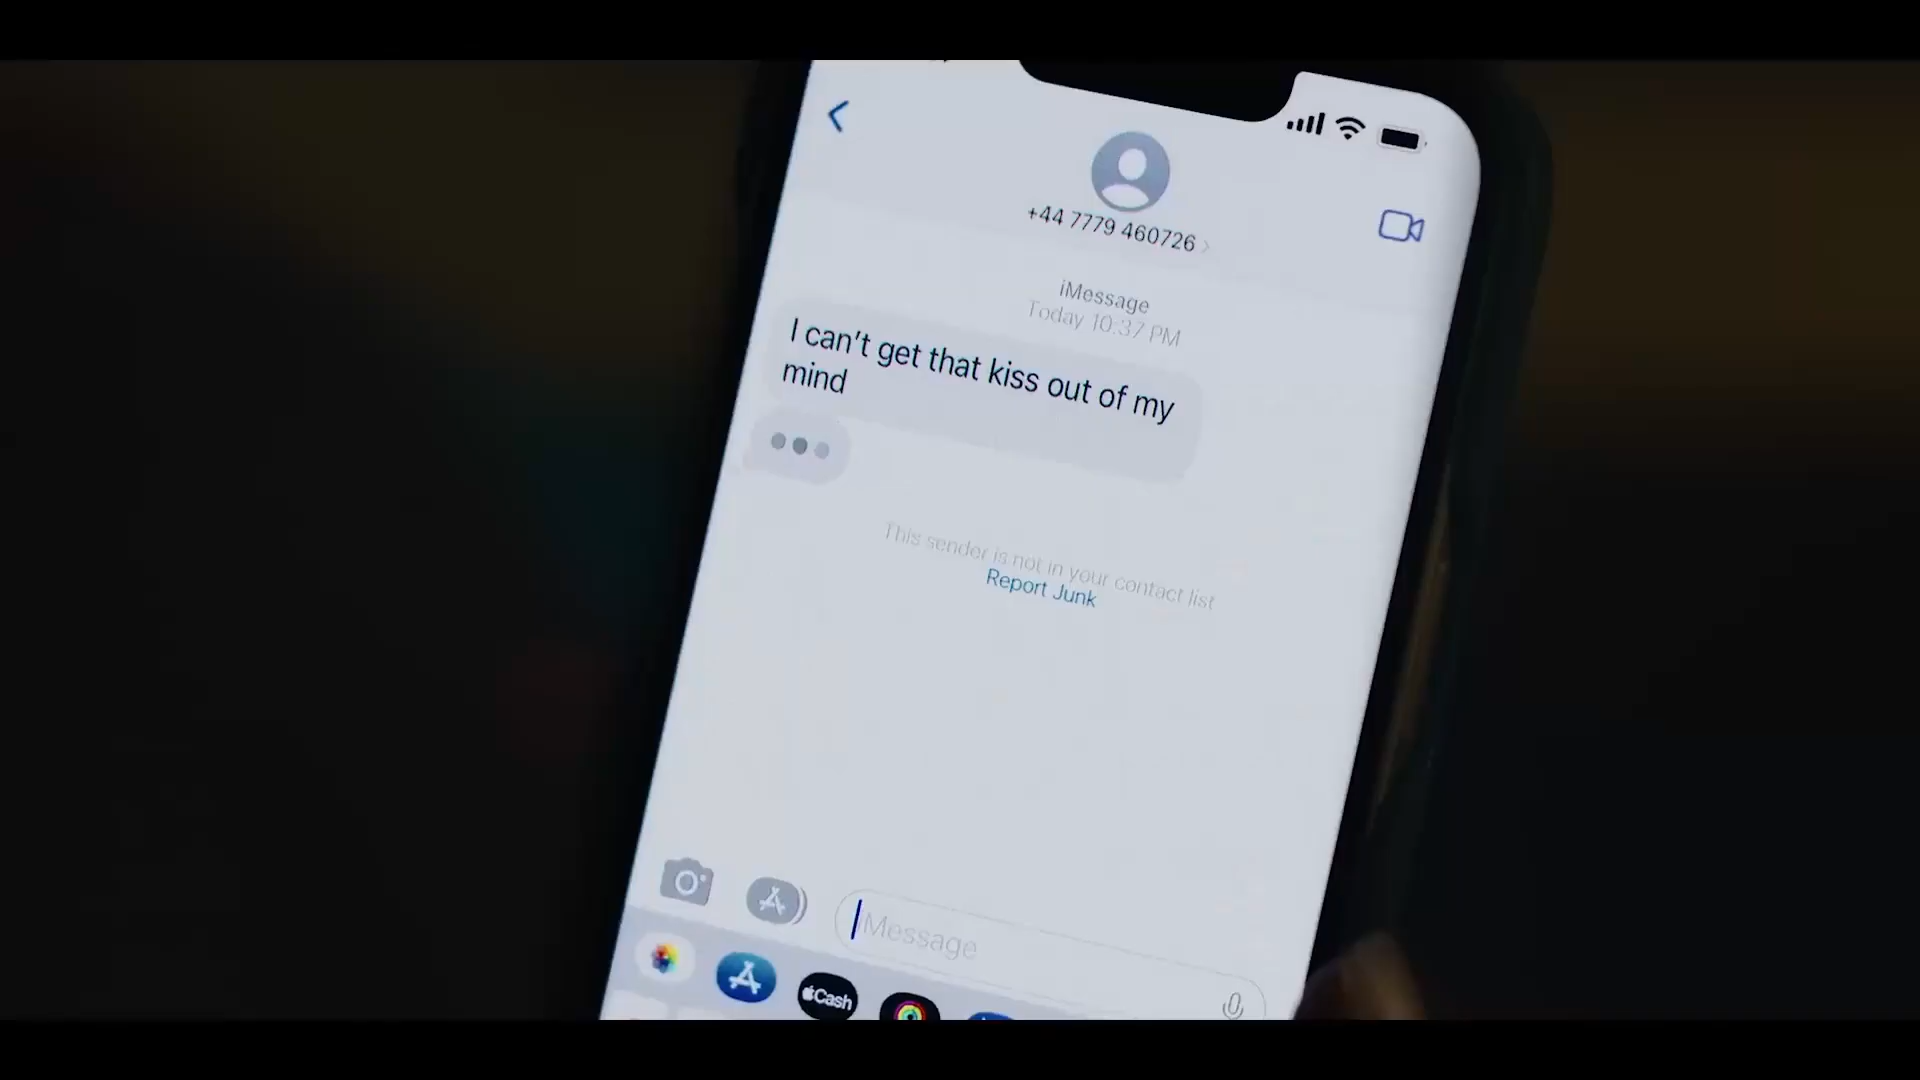 +44 7779 460726
iMessage
Today 10:37 PM
I can't get that kiss out of my
mind
This sender is not in your contact list
Report Junk
iMessage
Cash